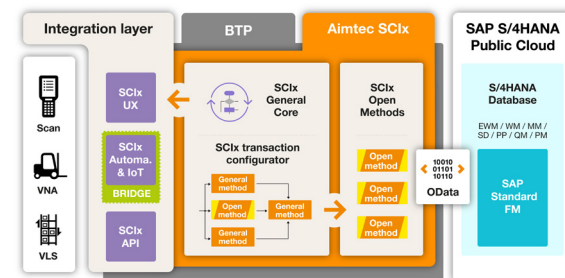 Integration layer
BTP
Aimtec SCIx
SAP S/4HANA
Public Cloud
Scan
VNA
VLS
SCIx
UX
SCIx
Automa.
& IoT
BRIDGE
SCIx
API
SCIx
General
Core
SCIx transaction
configurator
General
method
Open
method
General
method
General
method
SCIx
Open
Methods
Open
method
Open
method
Open
method
10010
01101
10110
OData
S/4HANA
Database
EWM / WM / MM /
SD / PP / QM / PM
SAP
Standard
FM